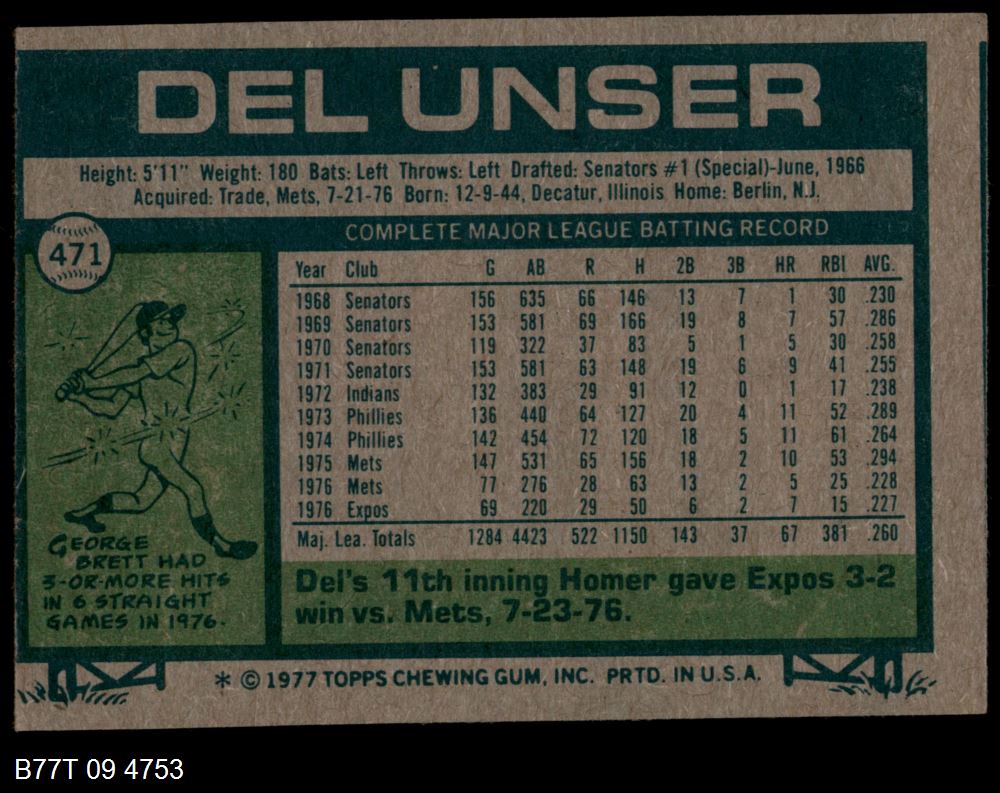 DEL UNSER
Height: 5'11" Weight: 180 Bats: Left Throws: Left Drafted: Senators #1 (Special)-June, 1966
Acquired: Trade, Mets, 7-21-76 Born: 12-9-44, Decatur, Illinois Home: Berlin, N.J.
471
COMPLETE MAJOR LEAGUE BATTING RECORD
Year Club G AB R H 2B 3B HR RBI AVG.
1968 Senators 156 635 66 146 13 7 1 30 .230
1969 Senators 153 581 69 166 19 8 7 57 .286
1970 Senators 119 322 37 83 5 1 5 30 .258
1971 Senators 153 581 63 148 19 6 9 41 .255
1972 Indians 132 383 29 91 12 0 1 17 .238
1973 Phillies 136 440 64 127 20 4 11 52 .289
1974 Phillies 142 454 72 120 18 5 11 61 .264
1975 Mets 147 531 65 156 18 2 10 53 .294
1976 Mets 77 276 28 63 13 2 5 25 .228
1976 Expos 69 220 29 50 6 2 7 15 .227
Maj. Lea. Totals 1284 4423 522 1150 143 37 67 381 .260
GEORGE
BRETT HAD
3-OR-MORE HITS
IN 6 STRAIGHT
GAMES IN 1976.
Del's 11th inning Homer gave Expos 3-2
win vs. Mets, 7-23-76.
* © 1977 TOPPS CHEWING GUM, INC. PRTD. IN U.S.A.
B77T 09 4753